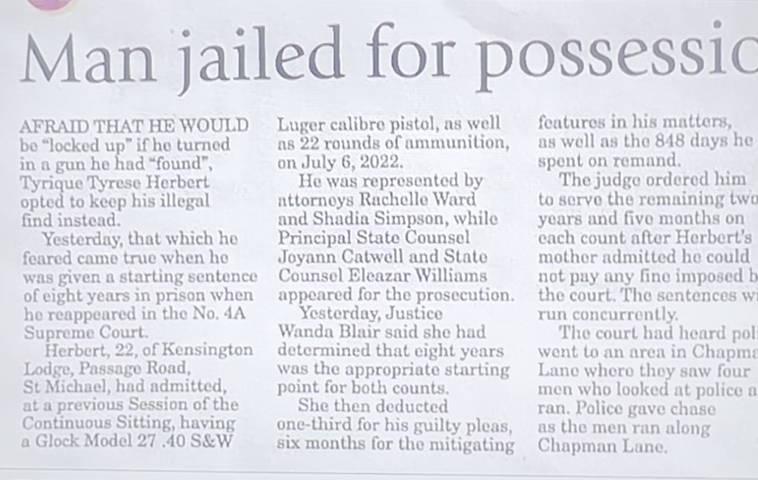 Man jailed for possessio
AFRAID THAT HE WOULD
be “locked up” if he turned
in a gun he had “found”,
Tyrique Tyrese Herbert
opted to keep his illegal
find instead.
Yesterday, that which he
feared came true when he
was given a starting sentence
of eight years in prison when
he reappeared in the No. 4A
Supreme Court.
Herbert, 22, of Kensington
Lodge, Passage Road,
St Michael, had admitted,
at a previous Session of the
Continuous Sitting, having
a Glock Model 27 .40 S&W
Luger calibre pistol, as well
as 22 rounds of ammunition,
on July 6, 2022.
He was represented by
attorneys Rachelle Ward
and Shadia Simpson, while
Principal State Counsel
Joyann Catwell and State
Counsel Eleazar Williams
appeared for the prosecution.
Yesterday, Justice
Wanda Blair said she had
determined that eight years
was the appropriate starting
point for both counts.
She then deducted
one-third for his guilty pleas,
six months for the mitigating
features in his matters,
as well as the 848 days he
spent on remand.
The judge ordered him
to serve the remaining two
years and five months on
each count after Herbert’s
mother admitted he could
not pay any fine imposed b
the court. The sentences wi
run concurrently.
The court had heard poli
went to an area in Chapma
Lane where they saw four
men who looked at police a
ran. Police gave chase
as the men ran along
Chapman Lane.